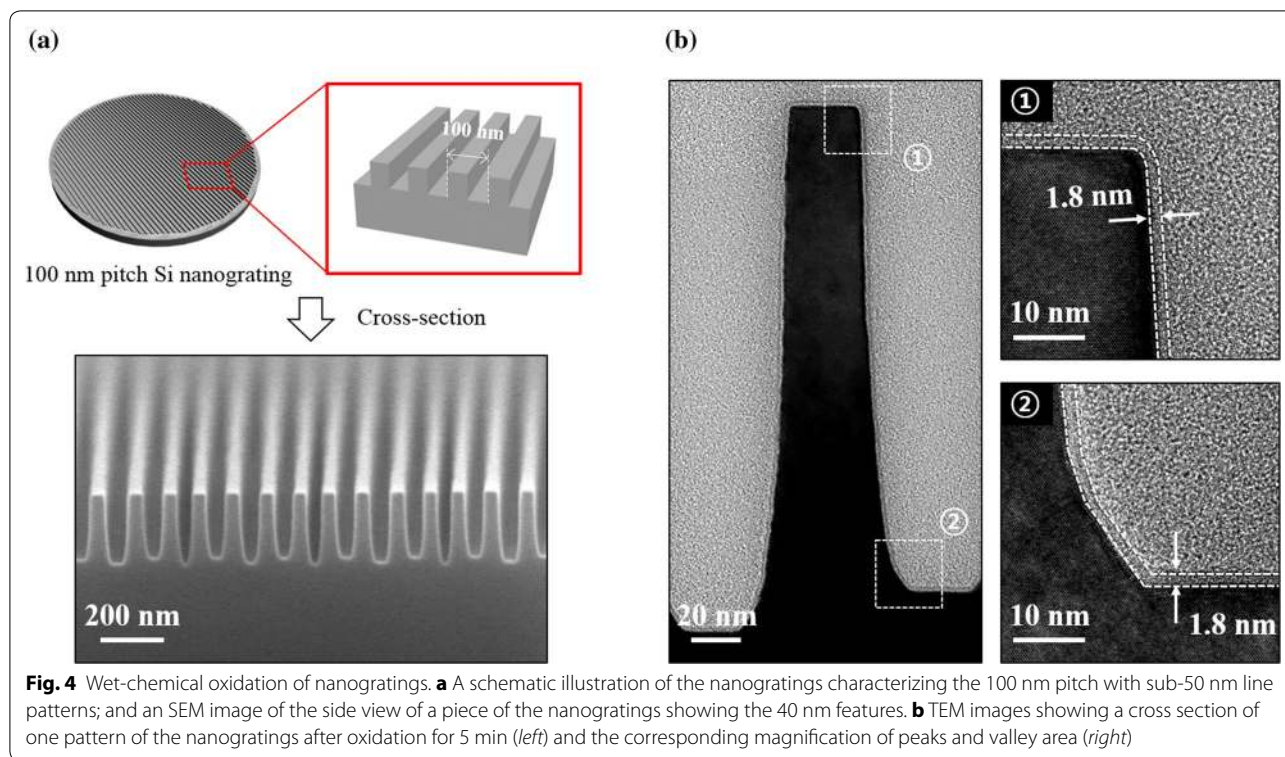 (a)
100 nm
100 nm pitch Si nanograting
Cross-section
200 nm
(b)
①
②
20 nm
①
1.8 nm
10 nm
②
10 nm
1.8 nm
Fig. 4 Wet-chemical oxidation of nanogratings. a A schematic illustration of the nanogratings characterizing the 100 nm pitch with sub-50 nm line
patterns; and an SEM image of the side view of a piece of the nanogratings showing the 40 nm features. b TEM images showing a cross section of
one pattern of the nanogratings after oxidation for 5 min (left) and the corresponding magnification of peaks and valley area (right)